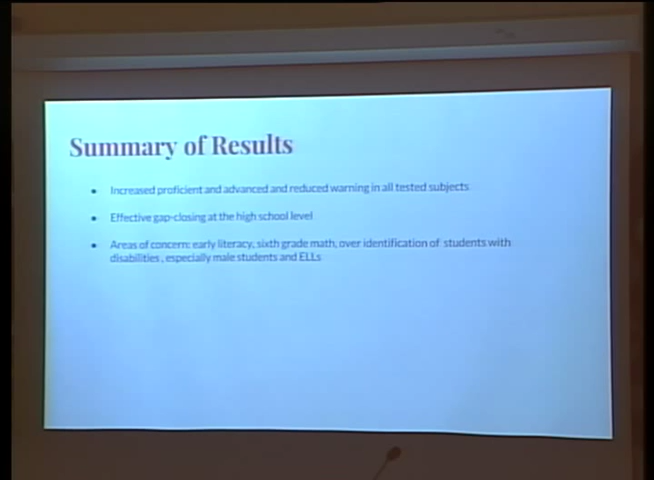 Summary of Results
• Increased proficient and advanced and reduced warning in all tested subjects
• Effective gap-closing at the high school level
• Areas of concern: early literacy, sixth grade math, over identification of students with
disabilities, especially male students and ELLs